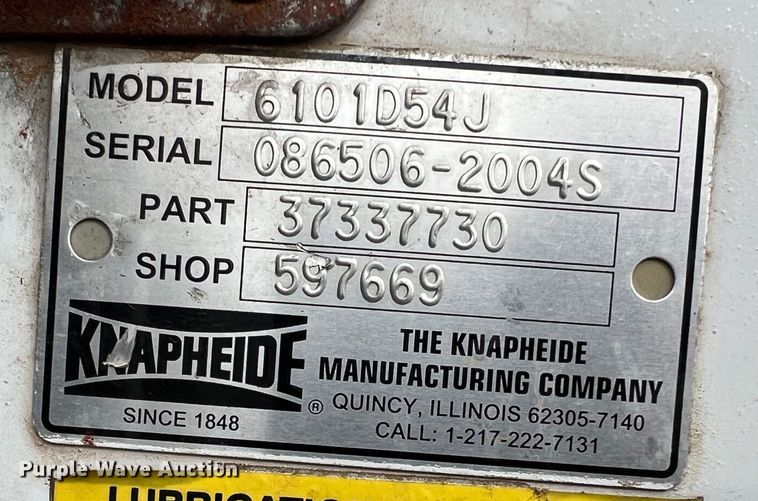 MODEL 6101D54J
SERIAL 086506-2004S
PART 37337730
SHOP 597669
KNAPHEIDE ®
SINCE 1848
THE KNAPHEIDE
MANUFACTURING COMPANY
QUINCY, ILLINOIS 62305-7140
CALL: 1-217-222-7131
Purple Wave Auction